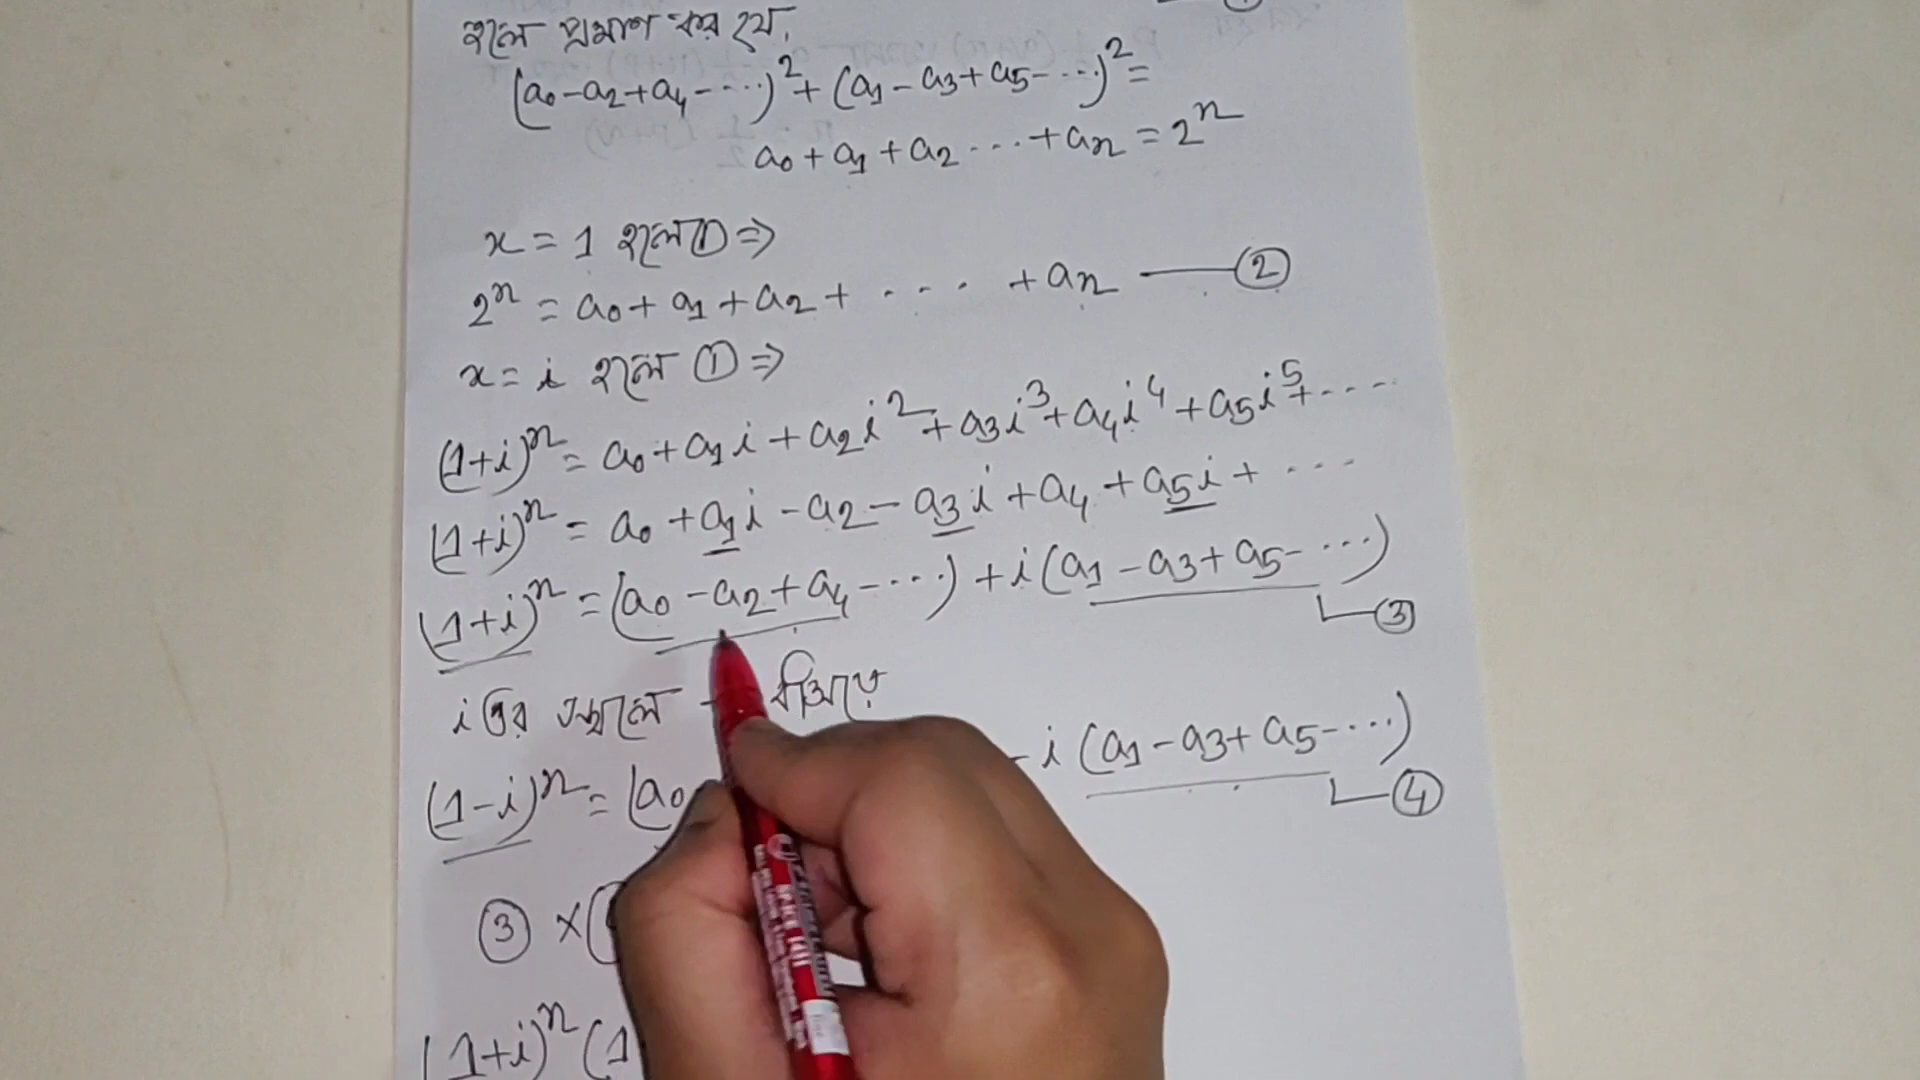 হলে প্রমাণ কর যে,
(a₀-a₂+a₄-...)²+(a₁-a₃+a₅-...)²=
a₀+a₁+a₂...+aₙ=2ⁿ
x=1 হলে ① ⇒
2ⁿ=a₀+a₁+a₂+....+aₙ —②
x=i হলে ① ⇒
(1+i)ⁿ=a₀+a₁i+a₂i²+a₃i³+a₄i⁴+a₅i⁵+....
(1+i)ⁿ=a₀+a₁i-a₂-a₃i+a₄+a₅i+...
(1+i)ⁿ=(a₀-a₂+a₄-...)+i(a₁-a₃+a₅-...)
③
i এর স্থলে -
(1-i)ⁿ=(a₀ -i(a₁-a₃+a₅-...)
④
③ ×
(1+i)ⁿ(1